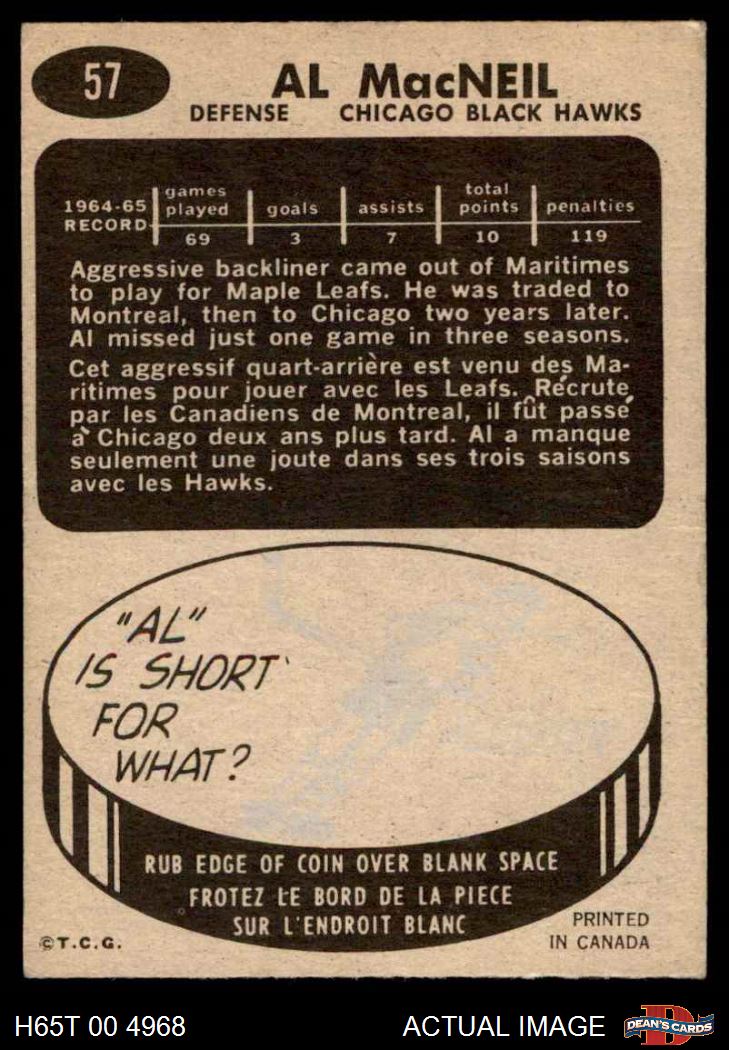 57
AL MacNEIL
DEFENSE CHICAGO BLACK HAWKS
1964-65 RECORD
games played goals assists total points penalties
69 3 7 10 119
Aggressive backliner came out of Maritimes
to play for Maple Leafs. He was traded to
Montreal, then to Chicago two years later.
Al missed just one game in three seasons.
Cet aggressif quart-arrière est venu des Ma-
ritimes pour jouer avec les Leafs. Récruté
par les Canadiens de Montreal, il fût passé
à Chicago deux ans plus tard. Al a manque
seulement une joute dans ses trois saisons
avec les Hawks.
"AL"
IS SHORT
FOR
WHAT?
RUB EDGE OF COIN OVER BLANK SPACE
FROTEZ LE BORD DE LA PIECE
SUR L'ENDROIT BLANC
©T.C.G.
PRINTED
IN CANADA
H65T 00 4968 ACTUAL IMAGE
D
DEAN'S CARDS